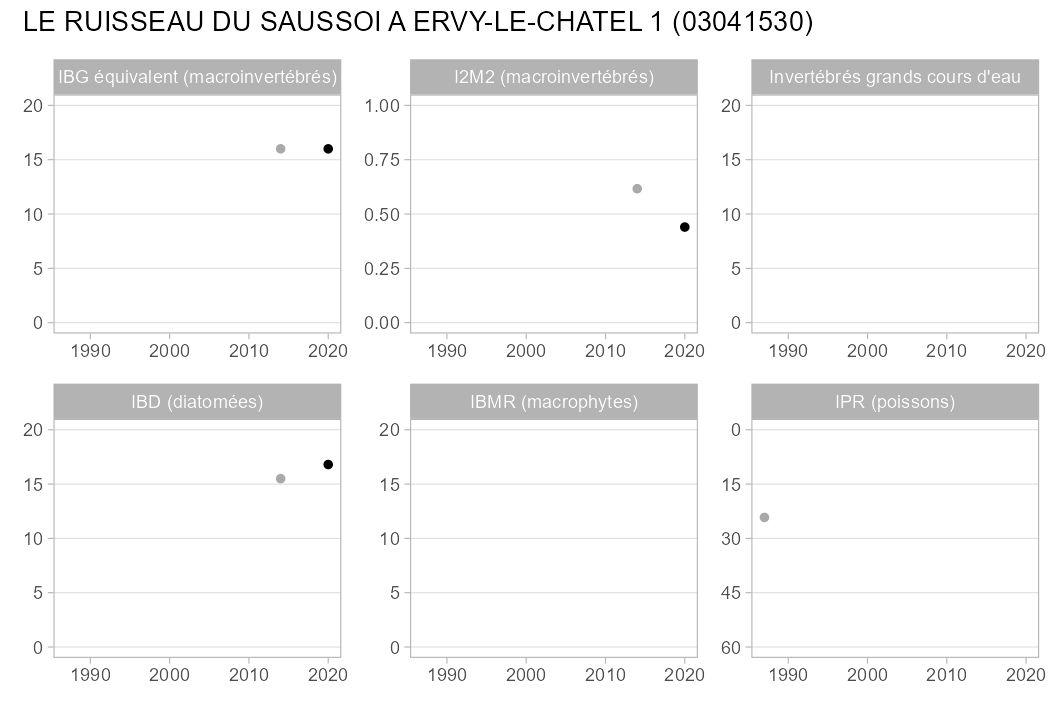 LE RUISSEAU DU SAUSSOI A ERVY-LE-CHATEL 1 (03041530)
IBG équivalent (macroinvertébrés)
20
15
10
5
0
1990 2000 2010 2020
I2M2 (macroinvertébrés)
1.00
0.75
0.50
0.25
0.00
1990 2000 2010 2020
Invertébrés grands cours d'eau
20
15
10
5
0
1990 2000 2010 2020
IBD (diatomées)
20
15
10
5
0
1990 2000 2010 2020
IBMR (macrophytes)
20
15
10
5
0
1990 2000 2010 2020
IPR (poissons)
0
15
30
45
60
1990 2000 2010 2020